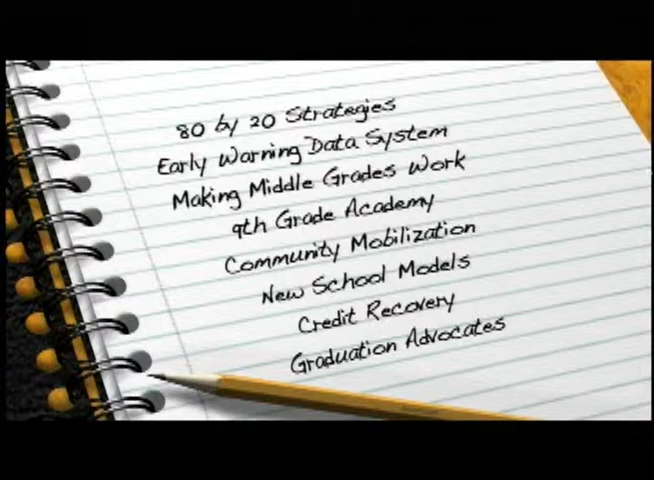 80 by 20 Strategies
Early Warning Data System
Making Middle Grades Work
9th Grade Academy
Community Mobilization
New School Models
Credit Recovery
Graduation Advocates